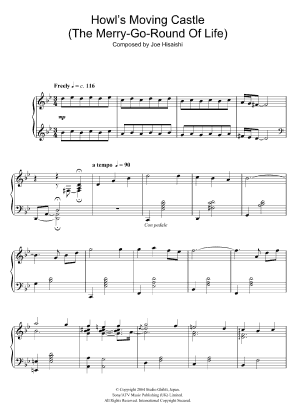 Howl's Moving Castle
(The Merry-Go-Round Of Life)
Composed by Joe Hisaishi
Freely ♩ = c. 116
mp
a tempo ♩ = 90
Con pedale
© Copyright 2004 Studio Ghibli, Japan.
Sony/ATV Music Publishing (UK) Limited.
All Rights Reserved. International Copyright Secured.